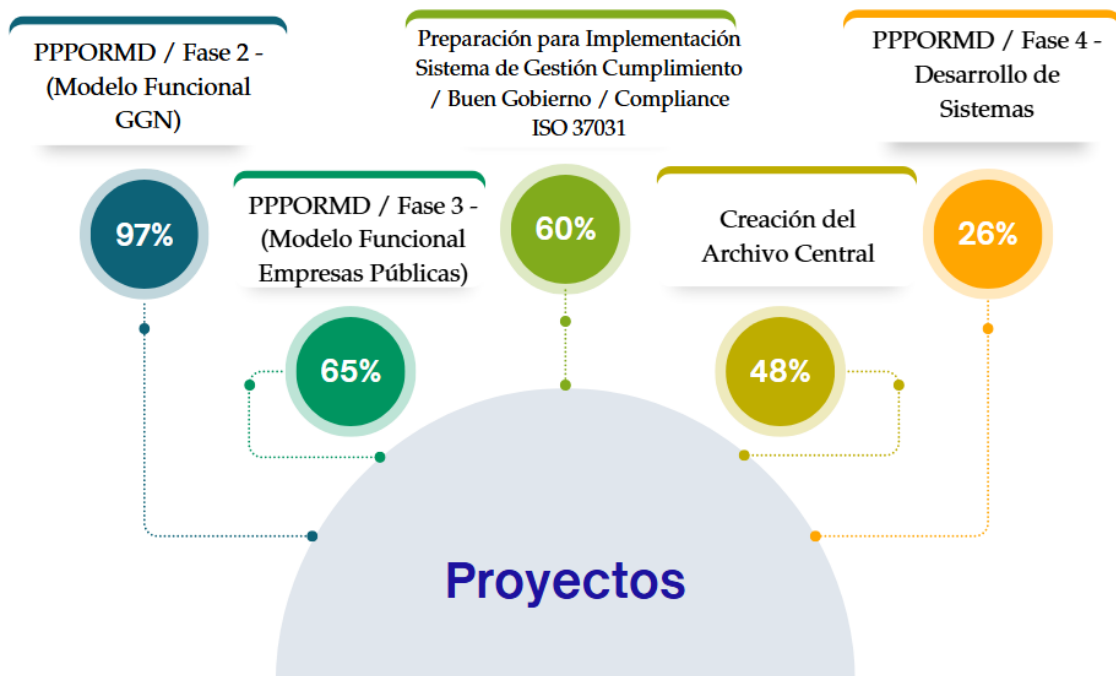 PPPORMD / Fase 2 -
(Modelo Funcional
GGN)
97%
PPPORMD / Fase 3 -
(Modelo Funcional
Empresas Públicas)
65%
Preparación para Implementación
Sistema de Gestión Cumplimiento
/ Buen Gobierno / Compliance
ISO 37031
60%
Creación del
Archivo Central
48%
PPPORMD / Fase 4 -
Desarrollo de
Sistemas
26%
Proyectos